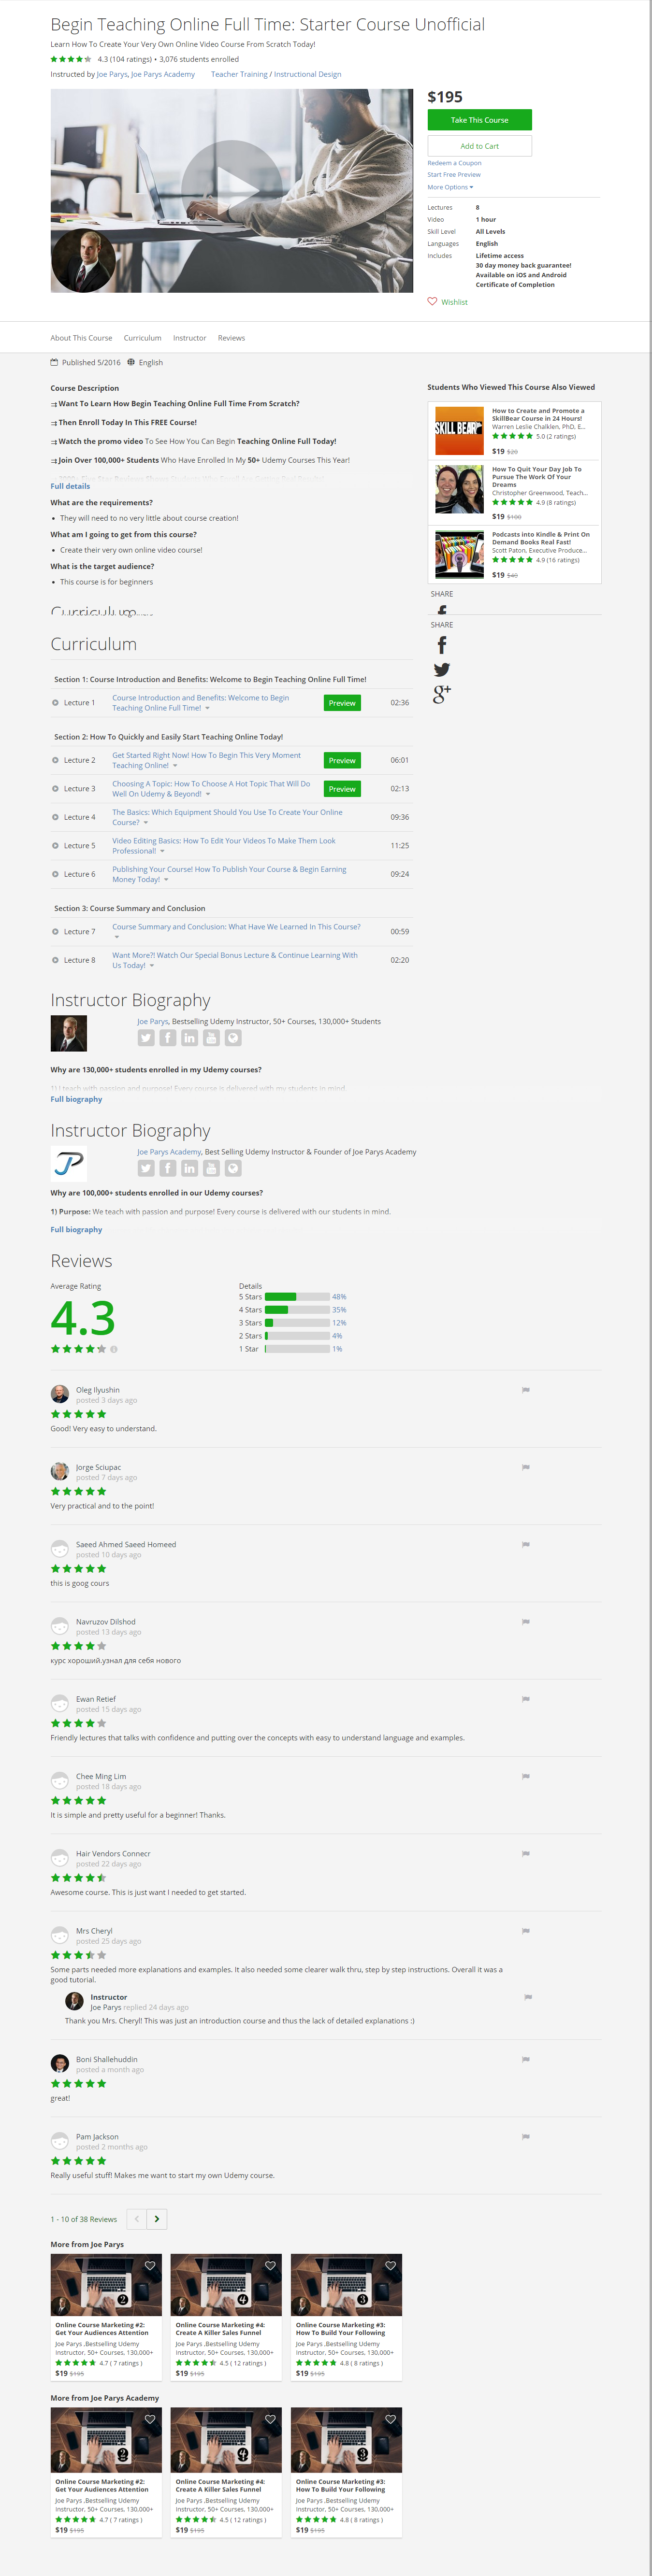 Begin Teaching Online Full Time: Starter Course Unofficial
Learn How To Create Your Very Own Online Video Course From Scratch Today!
4.3 (104 ratings) • 3,076 students enrolled
Instructed by Joe Parys, Joe Parys Academy Teacher Training / Instructional Design
$195
Take This Course
Add to Cart
Redeem a Coupon
Start Free Preview
More Options
Lectures 8
Video 1 hour
Skill Level All Levels
Languages English
Includes Lifetime access
30 day money back guarantee!
Available on iOS and Android
Certificate of Completion
Wishlist
About This Course Curriculum Instructor Reviews
Published 5/2016 English
Course Description
Want To Learn How Begin Teaching Online Full Time From Scratch?
Then Enroll Today In This FREE Course!
Watch the promo video To See How You Can Begin Teaching Online Full Today!
Join Over 100,000+ Students Who Have Enrolled In My 50+ Udemy Courses This Year!
Full details
What are the requirements?
They will need to no very little about course creation!
What am I going to get from this course?
Create their very own online video course!
What is the target audience?
This course is for beginners
Students Who Viewed This Course Also Viewed
SKILL BEAR
How to Create and Promote a
SkillBear Course in 24 Hours!
Warren Leslie Chalklen, PhD, E...
5.0 (2 ratings)
$19 $20
How To Quit Your Day Job To
Pursue The Work Of Your
Dreams
Christopher Greenwood, Teach...
4.9 (8 ratings)
$19 $100
Podcasts into Kindle & Print On
Demand Books Real Fast!
Scott Paton, Executive Produce...
4.9 (16 ratings)
$19 $40
SHARE
SHARE
Curriculum
Curriculum
Section 1: Course Introduction and Benefits: Welcome to Begin Teaching Online Full Time!
Lecture 1 Course Introduction and Benefits: Welcome to Begin
Teaching Online Full Time! Preview 02:36
Section 2: How To Quickly and Easily Start Teaching Online Today!
Lecture 2 Get Started Right Now! How To Begin This Very Moment
Teaching Online! Preview 06:01
Lecture 3 Choosing A Topic: How To Choose A Hot Topic That Will Do
Well On Udemy & Beyond! Preview 02:13
Lecture 4 The Basics: Which Equipment Should You Use To Create Your Online
Course? 09:36
Lecture 5 Video Editing Basics: How To Edit Your Videos To Make Them Look
Professional! 11:25
Lecture 6 Publishing Your Course! How To Publish Your Course & Begin Earning
Money Today! 09:24
Section 3: Course Summary and Conclusion
Lecture 7 Course Summary and Conclusion: What Have We Learned In This Course?
00:59
Lecture 8 Want More?! Watch Our Special Bonus Lecture & Continue Learning With
Us Today! 02:20
Instructor Biography
Joe Parys, Bestselling Udemy Instructor, 50+ Courses, 130,000+ Students
Why are 130,000+ students enrolled in my Udemy courses?
1) I teach with passion and purpose! Every course is delivered with my students in mind.
Full biography
Instructor Biography
Joe Parys Academy, Best Selling Udemy Instructor & Founder of Joe Parys Academy
Why are 100,000+ students enrolled in our Udemy courses?
1) Purpose: We teach with passion and purpose! Every course is delivered with our students in mind.
Full biography
Reviews
Average Rating
4.3
Details
5 Stars 48%
4 Stars 35%
3 Stars 12%
2 Stars 4%
1 Star 1%
Oleg Ilyushin
posted 3 days ago
Good! Very easy to understand.
Jorge Sciupac
posted 7 days ago
Very practical and to the point!
Saeed Ahmed Saeed Homeed
posted 10 days ago
this is goog cours
Navruzov Dilshod
posted 13 days ago
курс хороший.узнал для себя нового
Ewan Retief
posted 15 days ago
Friendly lectures that talks with confidence and putting over the concepts with easy to understand language and examples.
Chee Ming Lim
posted 18 days ago
It is simple and pretty useful for a beginner! Thanks.
Hair Vendors Connecr
posted 22 days ago
Awesome course. This is just want I needed to get started.
Mrs Cheryl
posted 25 days ago
Some parts needed more explanations and examples. It also needed some clearer walk thru, step by step instructions. Overall it was a
good tutorial.
Instructor
Joe Parys replied 24 days ago
Thank you Mrs. Cheryl! This was just an introduction course and thus the lack of detailed explanations :)
Boni Shallehuddin
posted a month ago
great!
Pam Jackson
posted 2 months ago
Really useful stuff! Makes me want to start my own Udemy course.
1 - 10 of 38 Reviews
More from Joe Parys
2
4
3
Online Course Marketing #2:
Get Your Audiences Attention
Joe Parys ,Bestselling Udemy
Instructor, 50+ Courses, 130,000+
4.7 ( 7 ratings )
$19 $195
Online Course Marketing #4:
Create A Killer Sales Funnel
Joe Parys ,Bestselling Udemy
Instructor, 50+ Courses, 130,000+
4.5 ( 12 ratings )
$19 $195
Online Course Marketing #3:
How To Build Your Following
Joe Parys ,Bestselling Udemy
Instructor, 50+ Courses, 130,000+
4.8 ( 8 ratings )
$19 $195
More from Joe Parys Academy
2
4
3
Online Course Marketing #2:
Get Your Audiences Attention
Joe Parys ,Bestselling Udemy
Instructor, 50+ Courses, 130,000+
4.7 ( 7 ratings )
$19 $195
Online Course Marketing #4:
Create A Killer Sales Funnel
Joe Parys ,Bestselling Udemy
Instructor, 50+ Courses, 130,000+
4.5 ( 12 ratings )
$19 $195
Online Course Marketing #3:
How To Build Your Following
Joe Parys ,Bestselling Udemy
Instructor, 50+ Courses, 130,000+
4.8 ( 8 ratings )
$19 $195